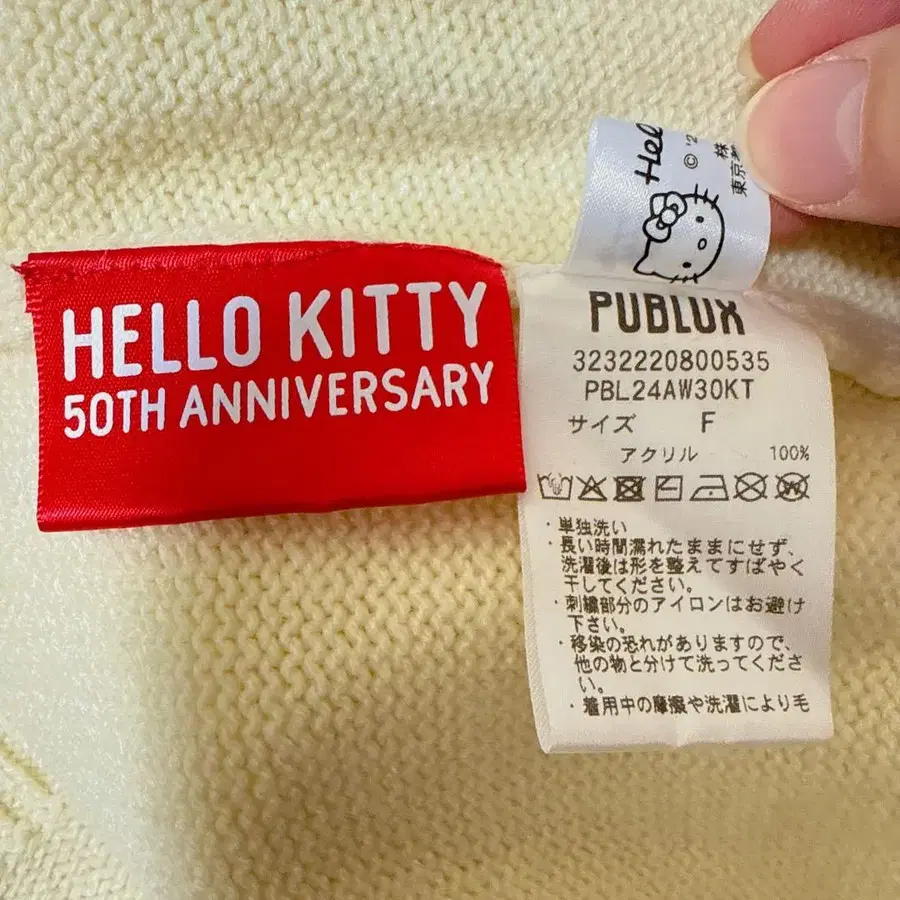 HELLO KITTY
50TH ANNIVERSARY
Hel
© '2
株
東京
PUBLUX
3232220800535
PBL24AW30KT
サイズ F
アクリル 100%
・単独洗い
・長い時間濡れたままにせず、
洗濯後は形を整えてすばやく
干してください。
・刺繍部分のアイロンはお避け
下さい。
・移染の恐れがありますので、
他の物と分けて洗ってくださ
い。
・着用中の摩擦や洗濯により毛